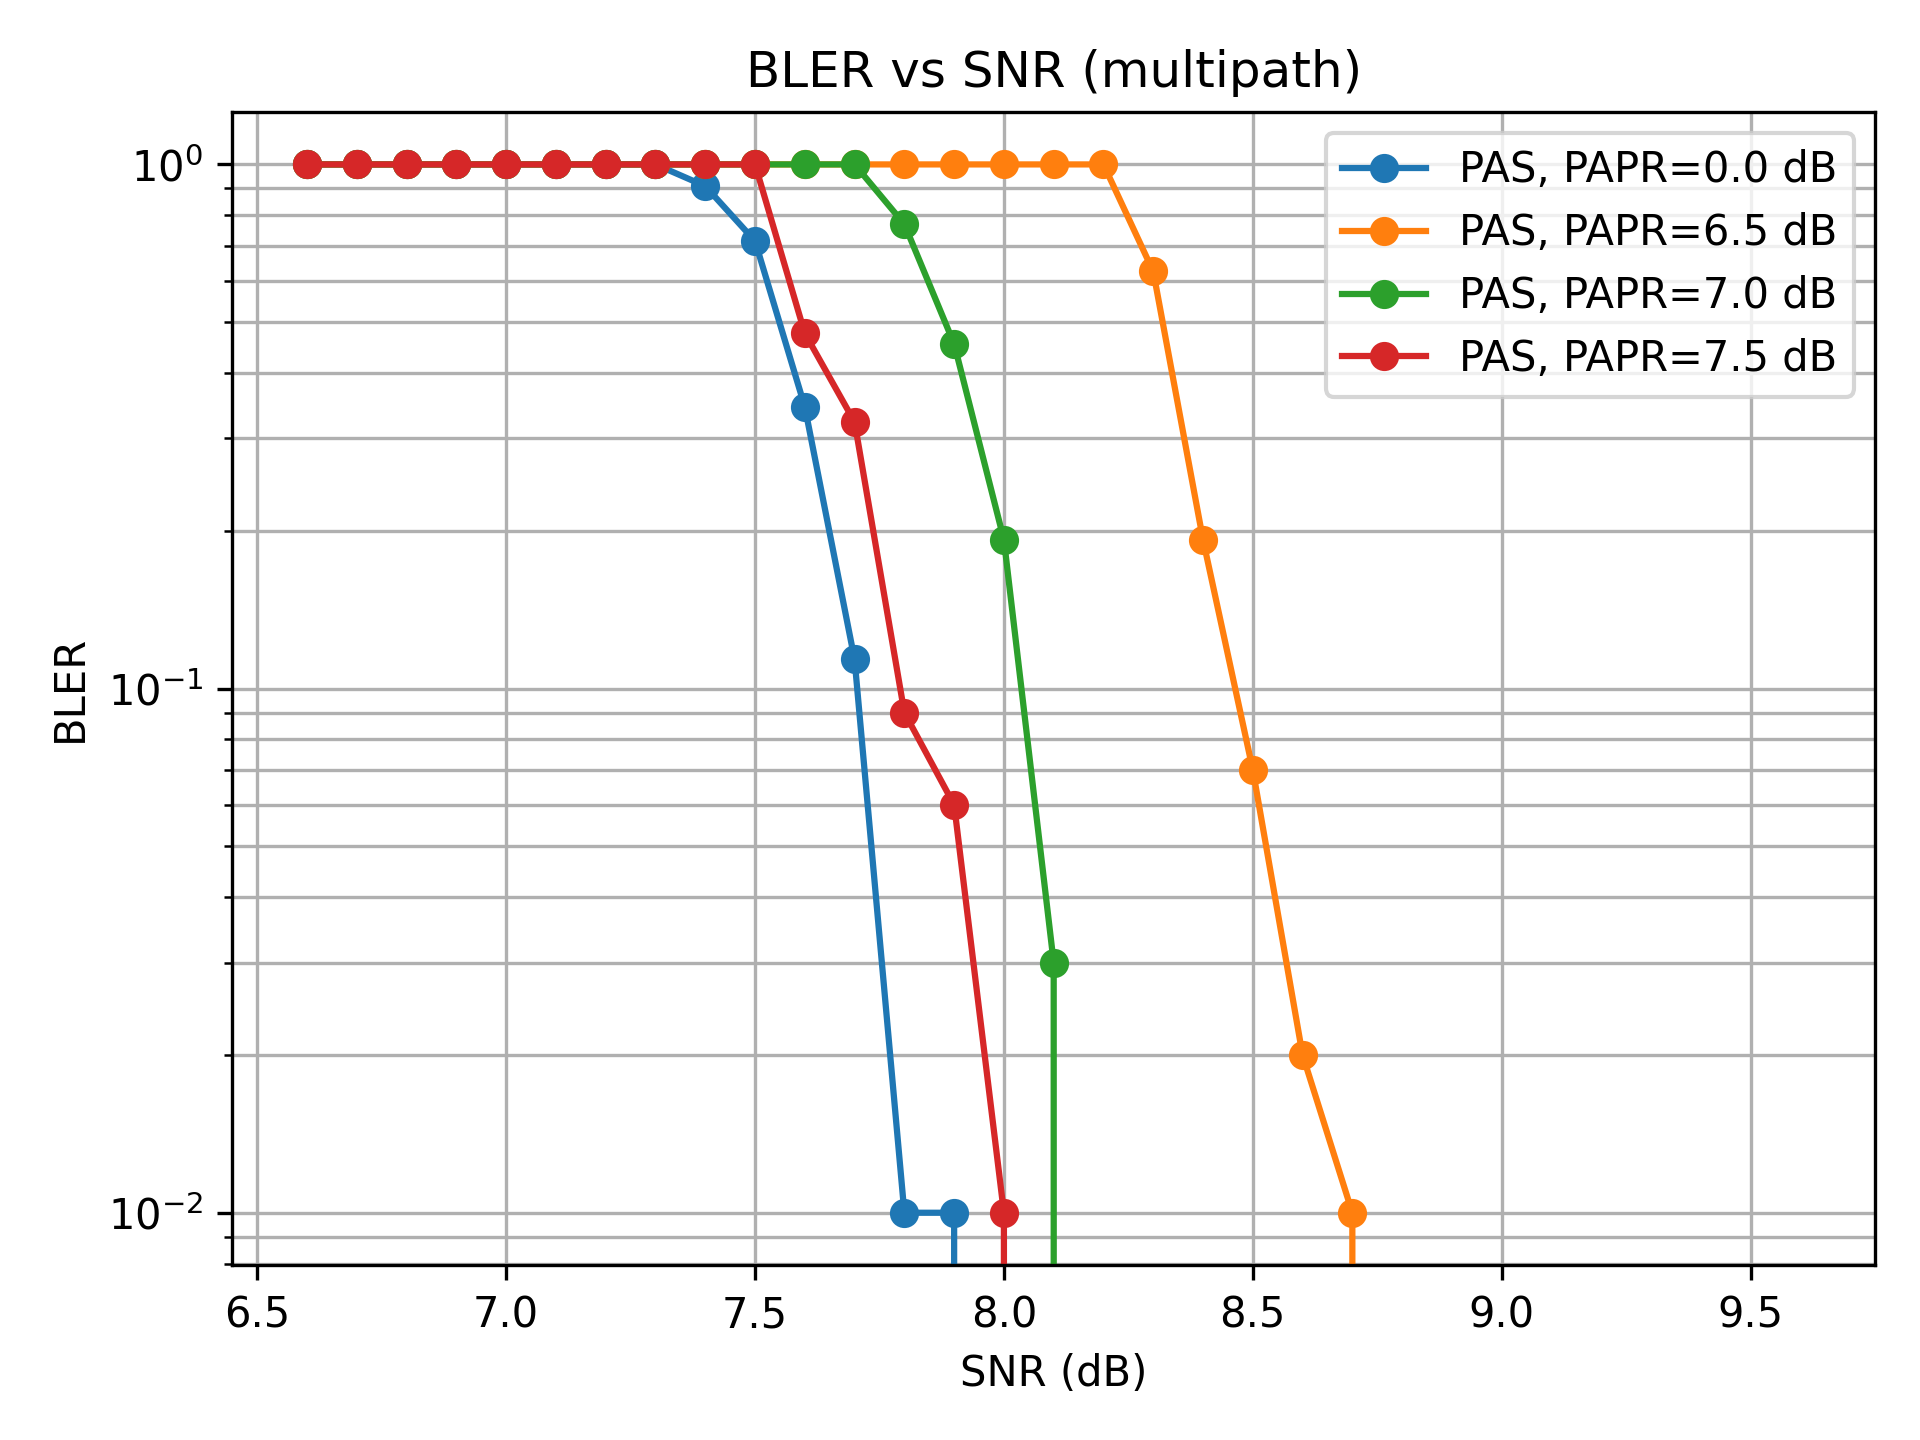 BLER vs SNR (multipath)
PAS, PAPR=0.0 dB
PAS, PAPR=6.5 dB
PAS, PAPR=7.0 dB
PAS, PAPR=7.5 dB
BLER
10⁰
10⁻¹
10⁻²
6.5 7.0 7.5 8.0 8.5 9.0 9.5
SNR (dB)